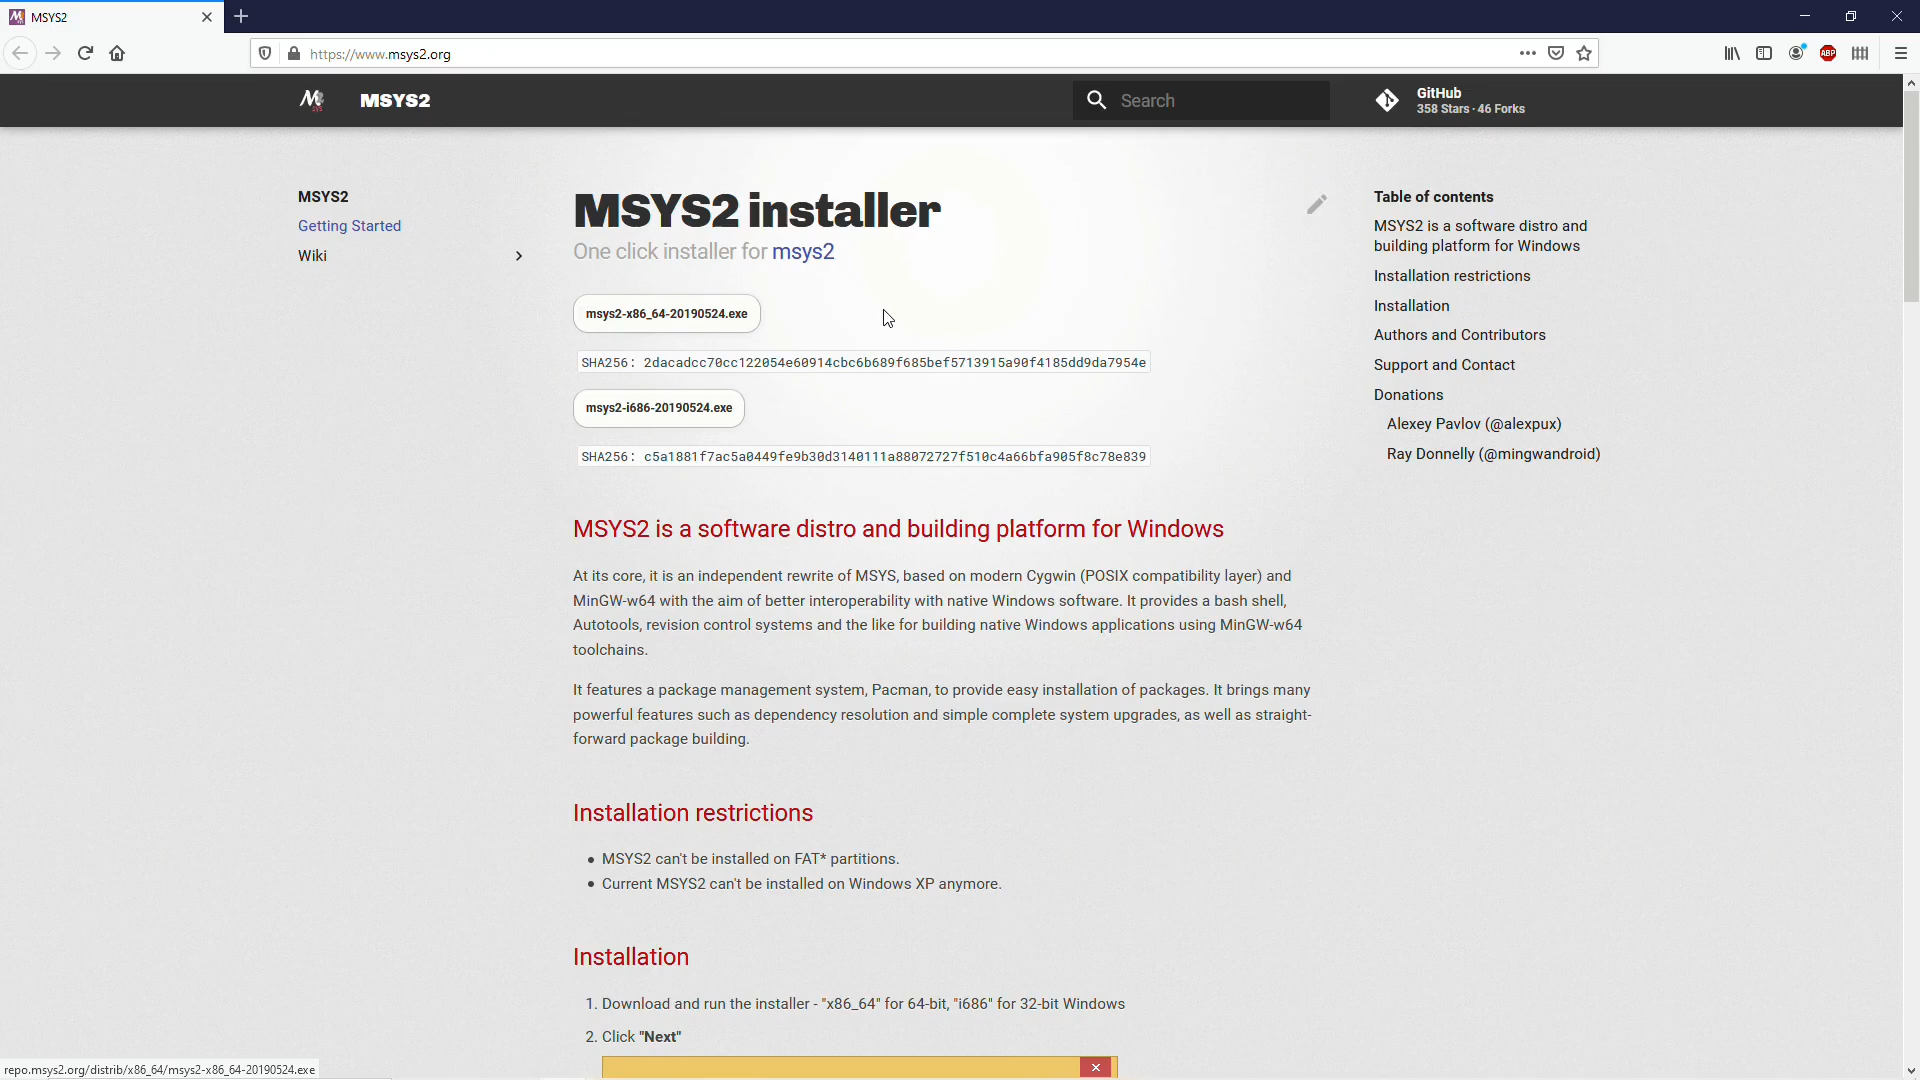 MSYS2
https://www.msys2.org
ABP
MSYS2
Search
GitHub
358 Stars · 46 Forks
MSYS2
Getting Started
Wiki
MSYS2 installer
One click installer for msys2
msys2-x86_64-20190524.exe
SHA256: 2dacadcc70cc122054e60914cbc6b689f685bef5713915a90f4185dd9da7954e
msys2-i686-20190524.exe
SHA256: c5a1881f7ac5a0449fe9b30d3140111a88072727f510c4a66bfa905f8c78e839
MSYS2 is a software distro and building platform for Windows
At its core, it is an independent rewrite of MSYS, based on modern Cygwin (POSIX compatibility layer) and
MinGW-w64 with the aim of better interoperability with native Windows software. It provides a bash shell,
Autotools, revision control systems and the like for building native Windows applications using MinGW-w64
toolchains.
It features a package management system, Pacman, to provide easy installation of packages. It brings many
powerful features such as dependency resolution and simple complete system upgrades, as well as straight-
forward package building.
Installation restrictions
• MSYS2 can't be installed on FAT* partitions.
• Current MSYS2 can't be installed on Windows XP anymore.
Installation
1. Download and run the installer - "x86_64" for 64-bit, "i686" for 32-bit Windows
2. Click "Next"
Table of contents
MSYS2 is a software distro and
building platform for Windows
Installation restrictions
Installation
Authors and Contributors
Support and Contact
Donations
Alexey Pavlov (@alexpux)
Ray Donnelly (@mingwandroid)
repo.msys2.org/distrib/x86_64/msys2-x86_64-20190524.exe